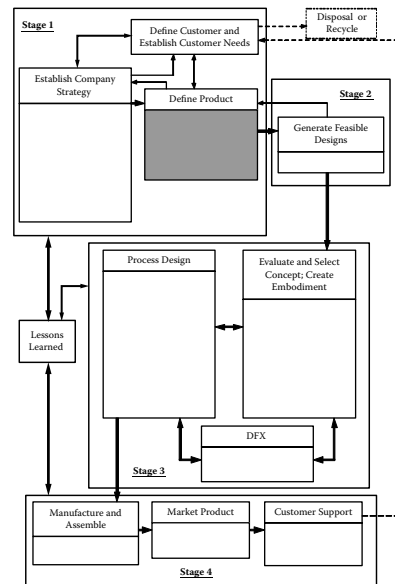 Stage 1
Define Customer and
Establish Customer Needs
Disposal or
Recycle
Establish Company
Strategy
Define Product
Stage 2
Generate Feasible
Designs
Process Design
Evaluate and Select
Concept; Create
Embodiment
Lessons
Learned
DFX
Stage 3
Manufacture and
Assemble
Market Product
Customer Support
Stage 4